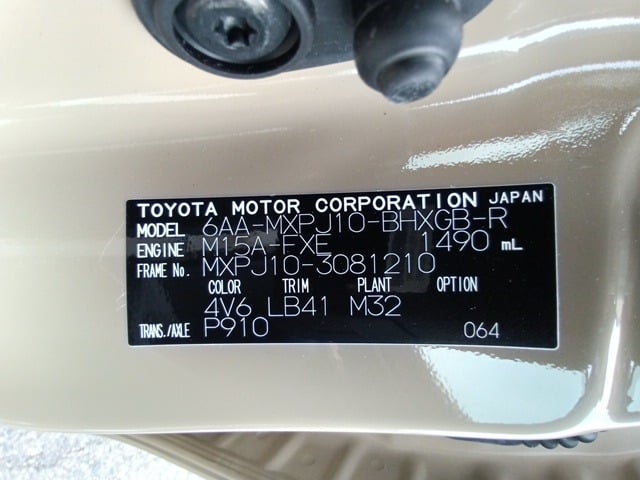 TOYOTA MOTOR CORPORATION JAPAN
MODEL 6AA-MXPJ10-BHXGB-R
ENGINE M15A-FXE 1490 mL
FRAME No. MXPJ10-3081210
COLOR TRIM PLANT OPTION
4V6 LB41 M32
TRANS./AXLE P910 064